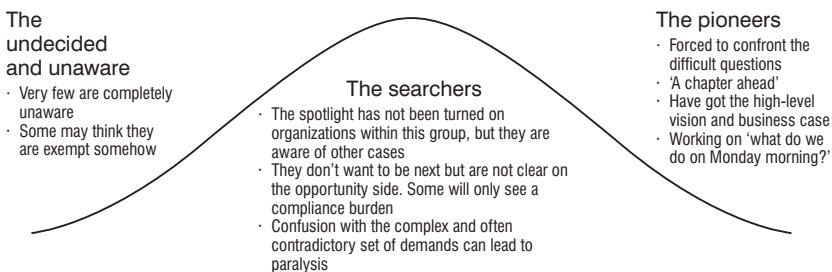 The
undecided
and unaware
· Very few are completely
unaware
· Some may think they
are exempt somehow
The searchers
· The spotlight has not been turned on
organizations within this group, but they are
aware of other cases
· They don’t want to be next but are not clear on
the opportunity side. Some will only see a
compliance burden
· Confusion with the complex and often
contradictory set of demands can lead to
paralysis
The pioneers
· Forced to confront the
difficult questions
· ‘A chapter ahead’
· Have got the high-level
vision and business case
· Working on ‘what do we
do on Monday morning?’